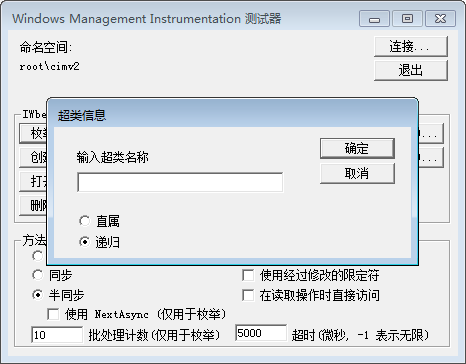 Windows Management Instrumentation 测试器
命名空间:
root\cimv2
连接...
退出
IWbe
枚举
创建
打开
删除
超类信息
输入超类名称
确定
取消
直属
递归
方法
同步
使用经过修改的限定符
半同步
在读取操作时直接访问
使用 NextAsync (仅用于枚举)
10 批处理计数(仅用于枚举) 5000 超时(微秒, -1 表示无限)